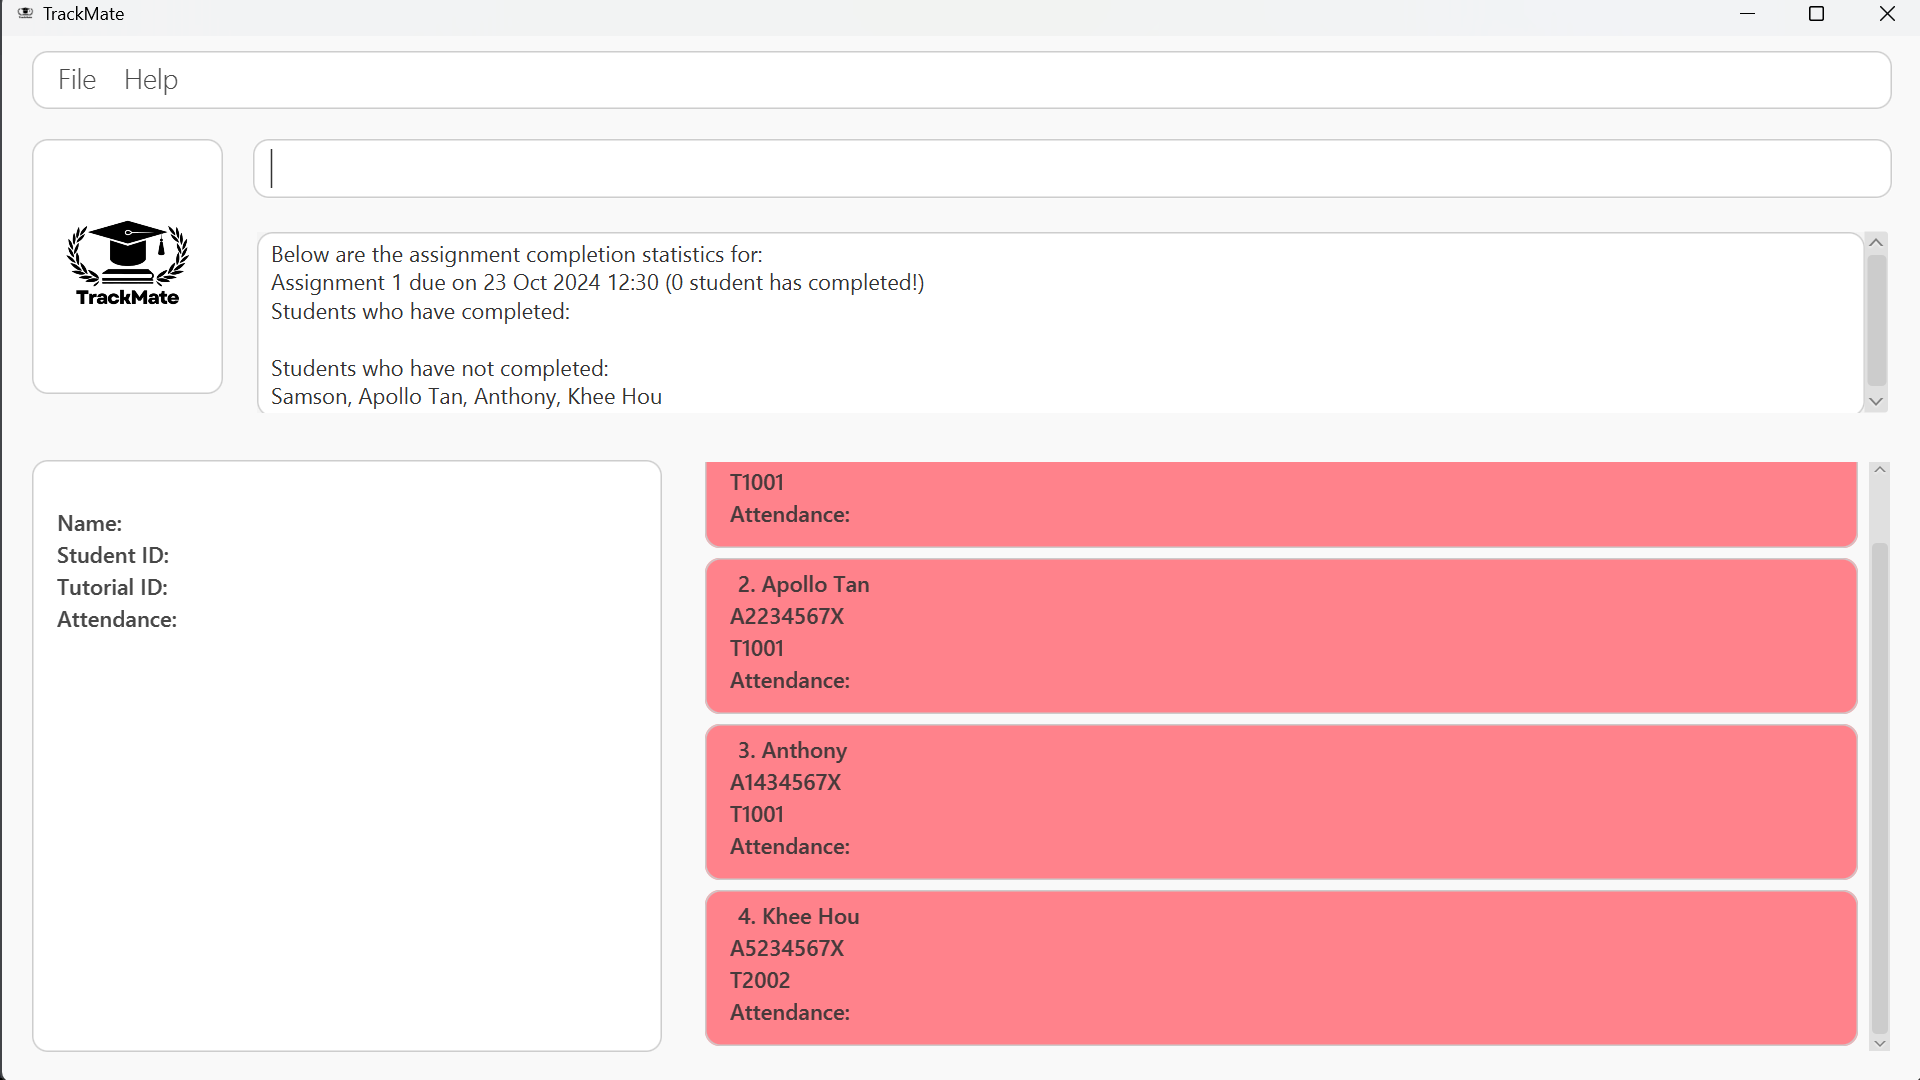 TrackMate
File Help
TrackMate
Below are the assignment completion statistics for:
Assignment 1 due on 23 Oct 2024 12:30 (0 student has completed!)
Students who have completed:
Students who have not completed:
Samson, Apollo Tan, Anthony, Khee Hou
Name:
Student ID:
Tutorial ID:
Attendance:
T1001
Attendance:
2. Apollo Tan
A2234567X
T1001
Attendance:
3. Anthony
A1434567X
T1001
Attendance:
4. Khee Hou
A5234567X
T2002
Attendance: